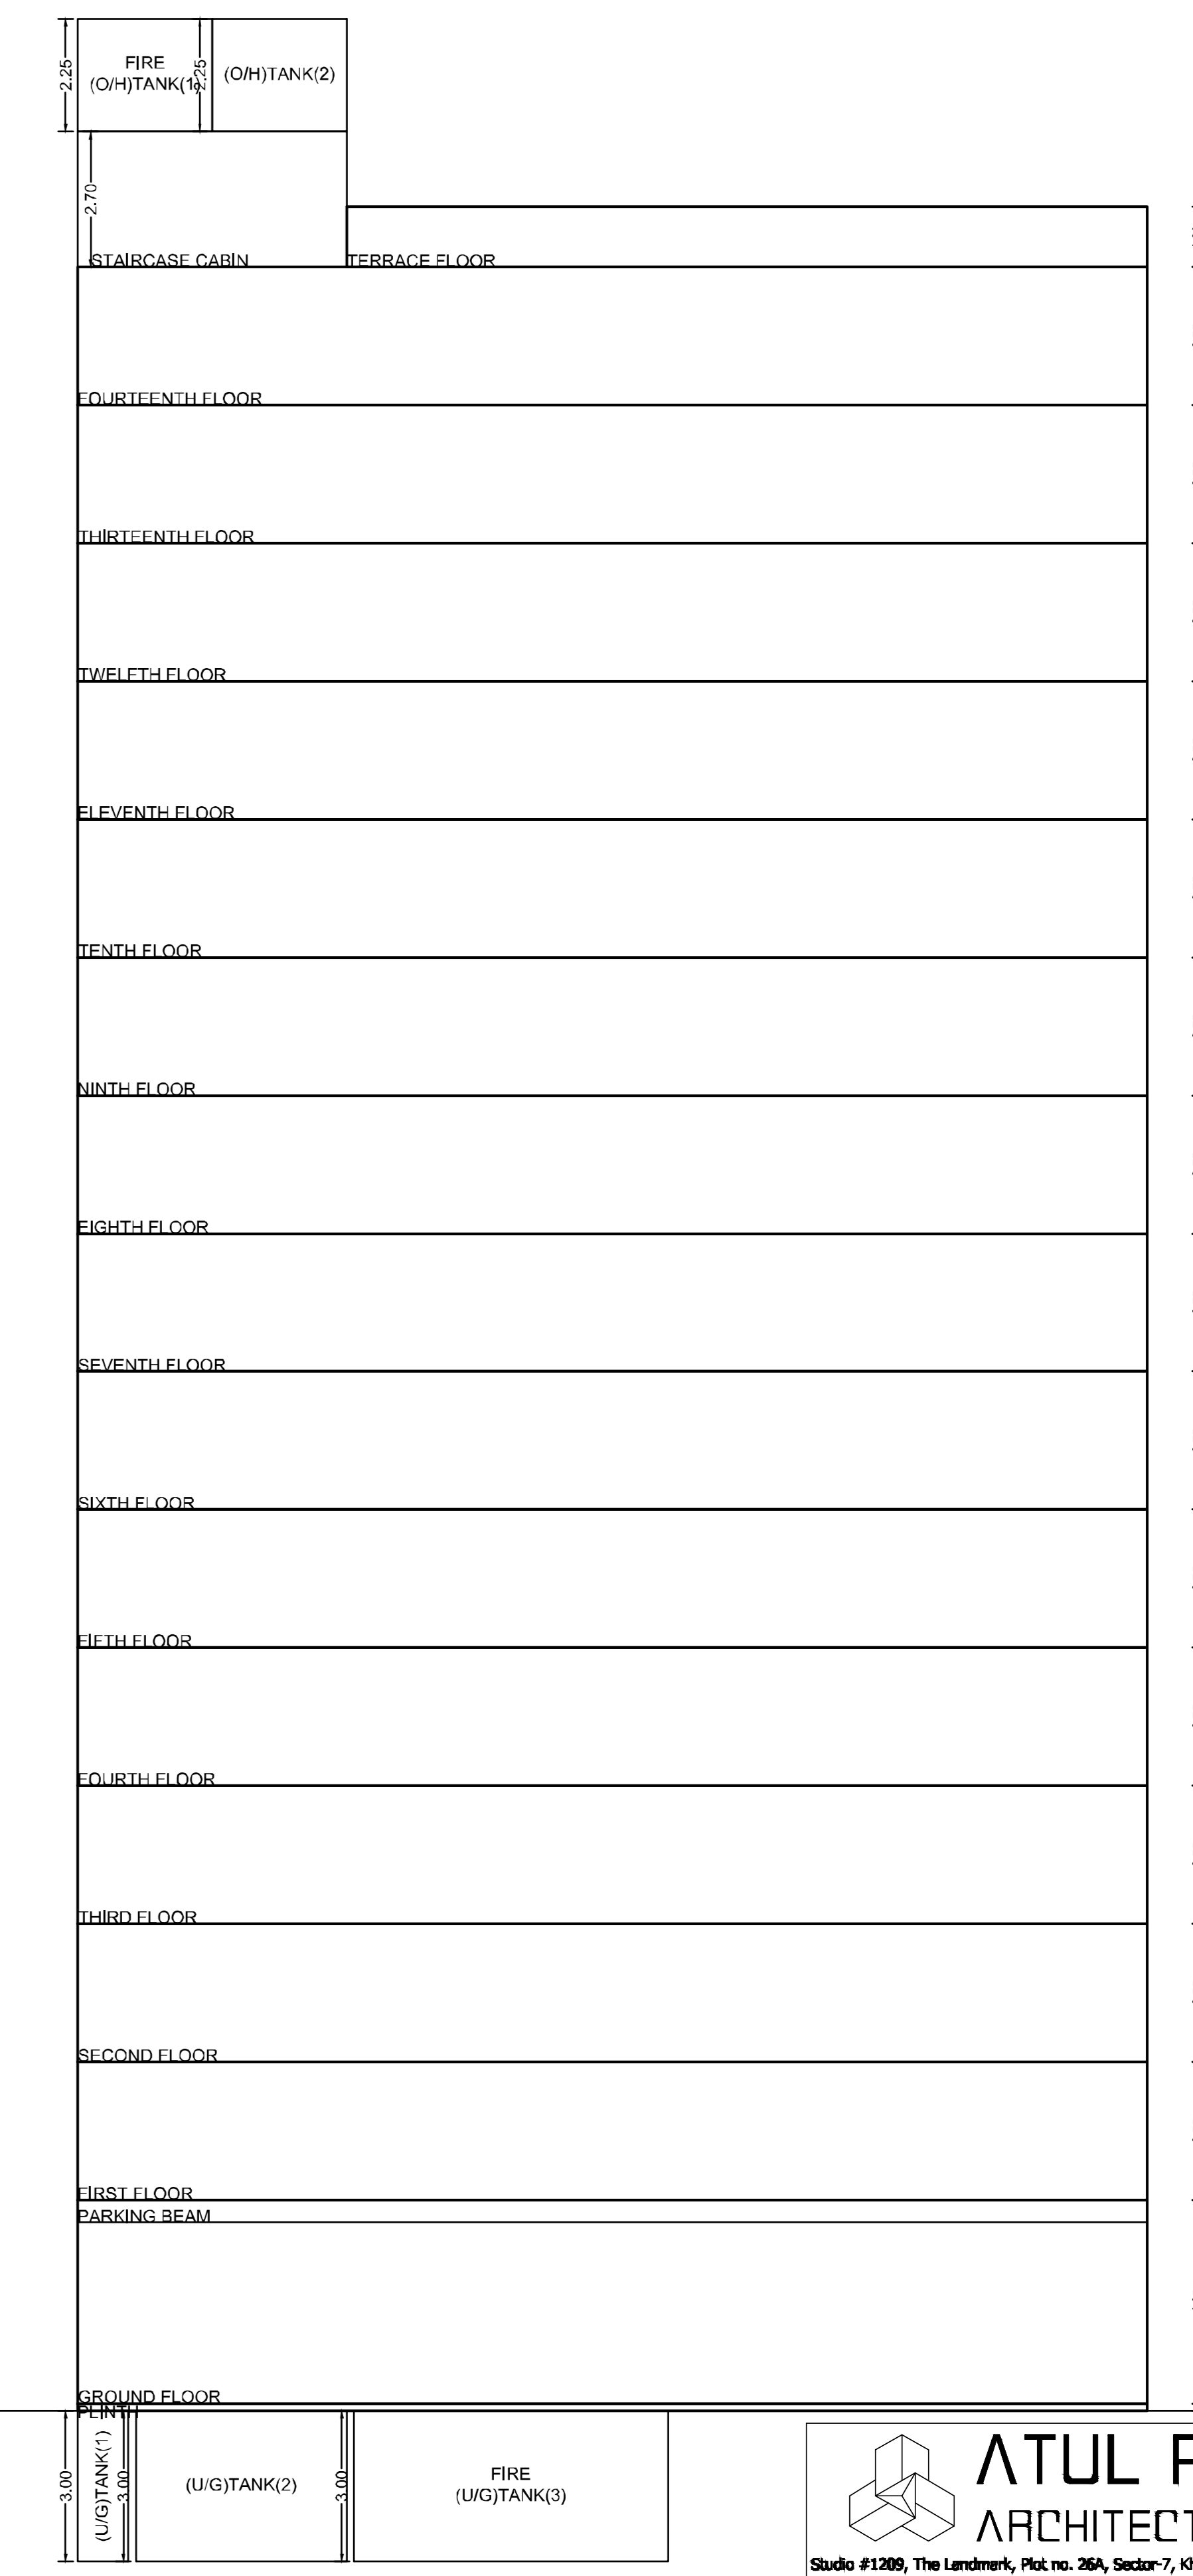 FIRE
(O/H)TANK(1)
(O/H)TANK(2)
2.25
2.25
2.70
STAIRCASE CABIN
TERRACE FLOOR
FOURTEENTH FLOOR
THIRTEENTH FLOOR
TWELFTH FLOOR
ELEVENTH FLOOR
TENTH FLOOR
NINTH FLOOR
EIGHTH FLOOR
SEVENTH FLOOR
SIXTH FLOOR
FIFTH FLOOR
FOURTH FLOOR
THIRD FLOOR
SECOND FLOOR
FIRST FLOOR
PARKING BEAM
GROUND FLOOR
PLINTH
3.00
(U/G)TANK(1)
3.00
(U/G)TANK(2)
3.00
FIRE
(U/G)TANK(3)
ATUL
ARCHITECT
Studio #1209, The Landmark, Plot no. 26A, Sector-7,